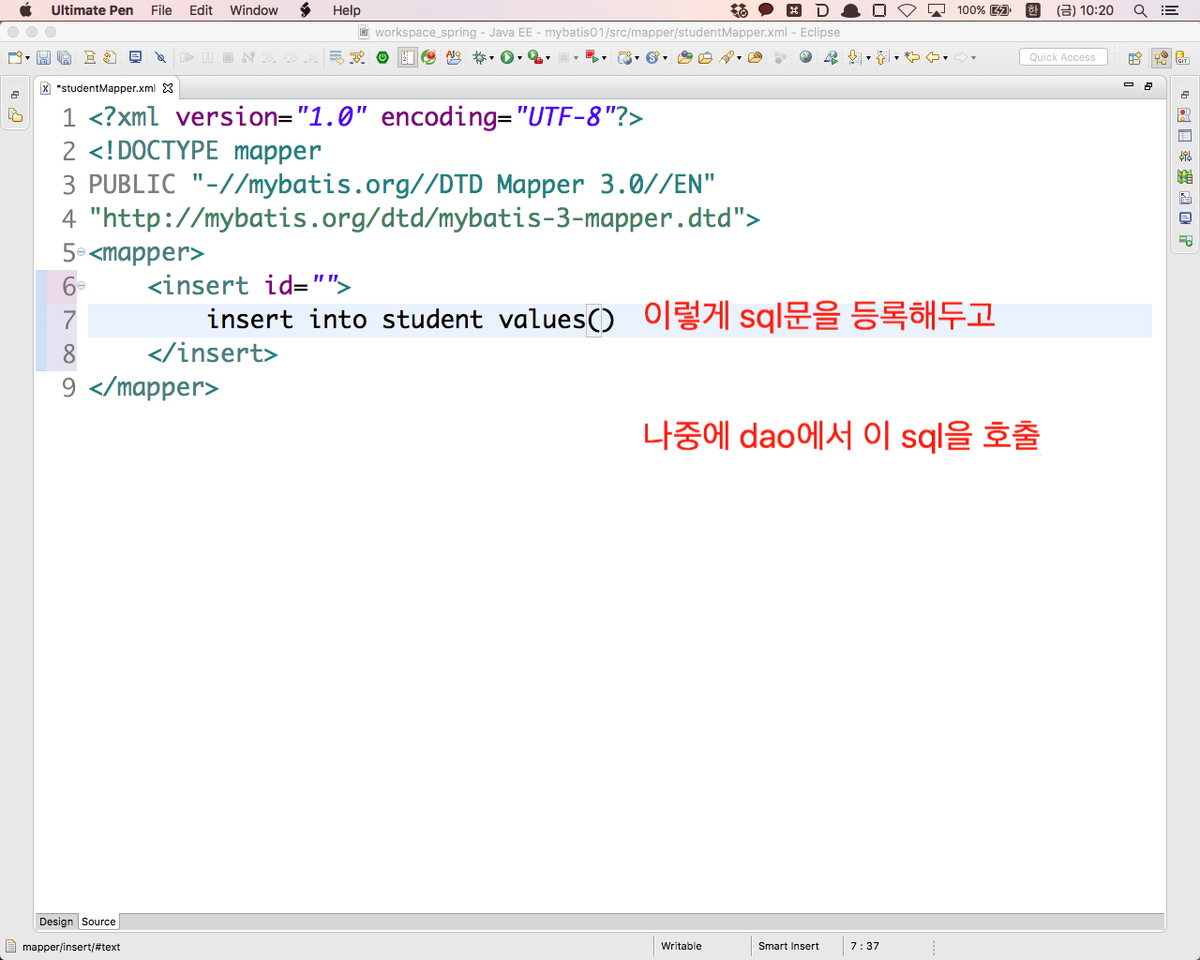 Ultimate Pen File Edit Window Help 100% 한 (금) 10:20
workspace_spring - Java EE - mybatis01/src/mapper/studentMapper.xml - Eclipse
Quick Access
*studentMapper.xml
1 <?xml version="1.0" encoding="UTF-8"?>
2 <!DOCTYPE mapper
3 PUBLIC "-//mybatis.org//DTD Mapper 3.0//EN"
4 "http://mybatis.org/dtd/mybatis-3-mapper.dtd">
5 <mapper>
6 <insert id="">
7 insert into student values() 이렇게 sql문을 등록해두고
8 </insert>
9 </mapper>
나중에 dao에서 이 sql을 호출
Design Source
mapper/insert/#text Writable Smart Insert 7 : 37